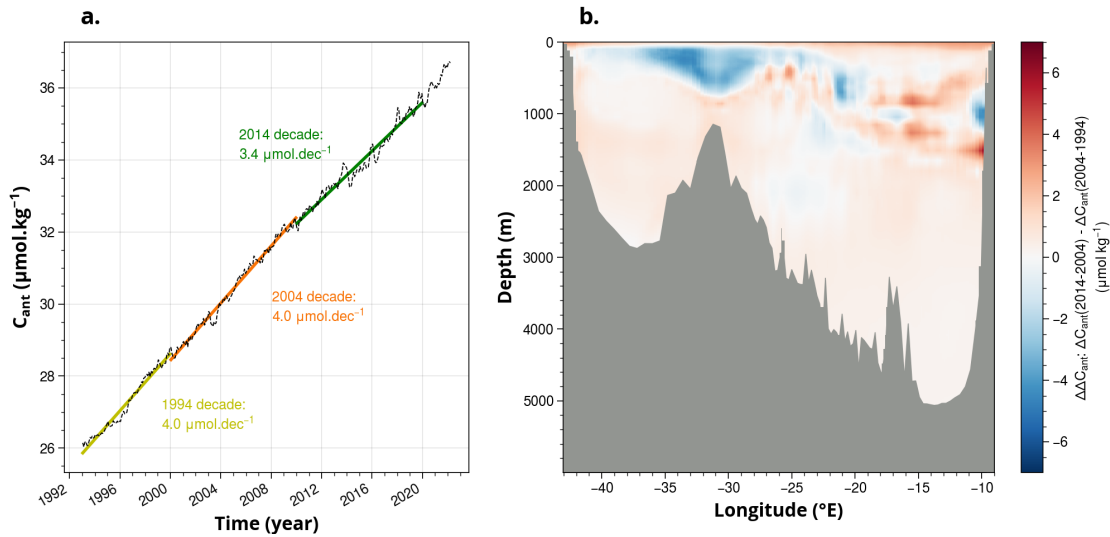 a.
36
34
32
30
28
26
C_ant (µmol.kg⁻¹)
2014 decade:
3.4 µmol.dec⁻¹
2004 decade:
4.0 µmol.dec⁻¹
1994 decade:
4.0 µmol.dec⁻¹
1992
1996
2000
2004
2008
2012
2016
2020
Time (year)
b.
0
1000
2000
3000
4000
5000
Depth (m)
−40
−35
−30
−25
−20
−15
−10
Longitude (°E)
6
4
2
0
−2
−4
−6
ΔΔC_ant: ΔC_ant(2014-2004) - ΔC_ant(2004-1994)
(µmol kg⁻¹)